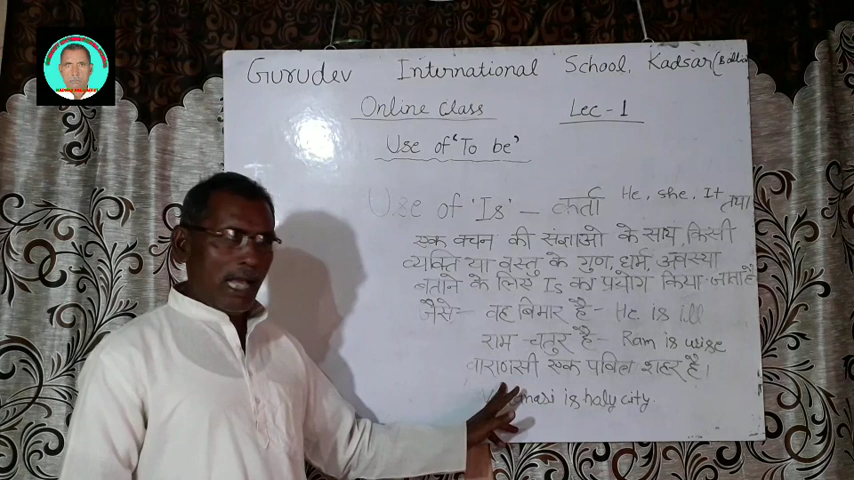 Gurudev International School, Kadsar(Balli
Online Class Lec-1
Use of 'To be'
Use of 'Is' - कर्ता He, she, It तथा
एक वचन की संज्ञाओ के साथ, किसी
व्यक्ति या वस्तु के गुण, धर्म, अवस्था
बताने के लिए Is का प्रयोग किया जाता है
जैसे:- वह बिमार है - He is ill
राम चतुर है - Ram is wise
वाराणसी एक पवित्र शहर है।
is holy city.